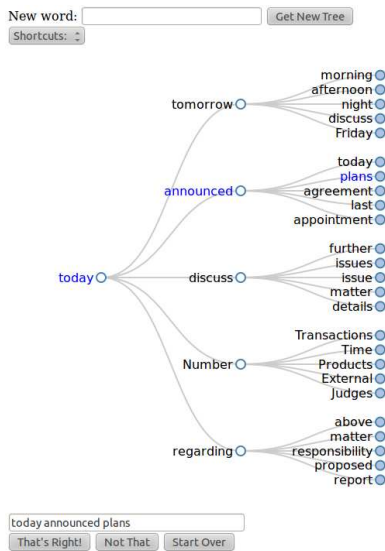 New word: Get New Tree
Shortcuts:
morning
afternoon
tomorrow night
discuss
Friday
today
plans
announced agreement
last
appointment
further
issues
today discuss issue
matter
details
Transactions
Time
Number Products
External
Judges
above
matter
regarding responsibility
proposed
report
today announced plans
That's Right! Not That Start Over